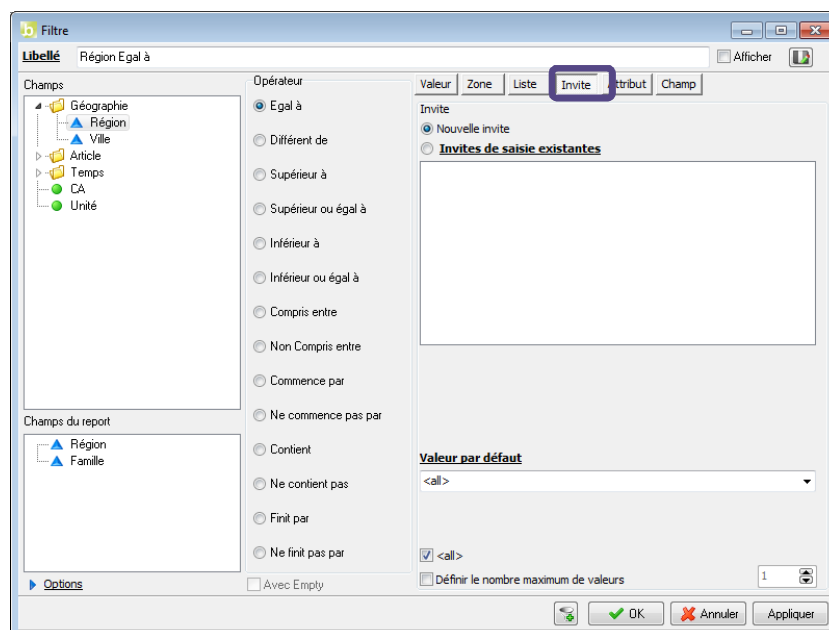 Filtre
Libellé Région Egal à Afficher
Champs
Géographie
Région
Ville
Article
Temps
CA
Unité
Champs du report
Région
Famille
Options
Opérateur
Egal à
Différent de
Supérieur à
Supérieur ou égal à
Inférieur à
Inférieur ou égal à
Compris entre
Non Compris entre
Commence par
Ne commence pas par
Contient
Ne contient pas
Finit par
Ne finit pas par
Avec Empty
Valeur Zone Liste Invite ttribut Champ
Invite
Nouvelle invite
Invites de saisie existantes
Valeur par défaut
<all>
<all>
Définir le nombre maximum de valeurs 1
OK Annuler Appliquer